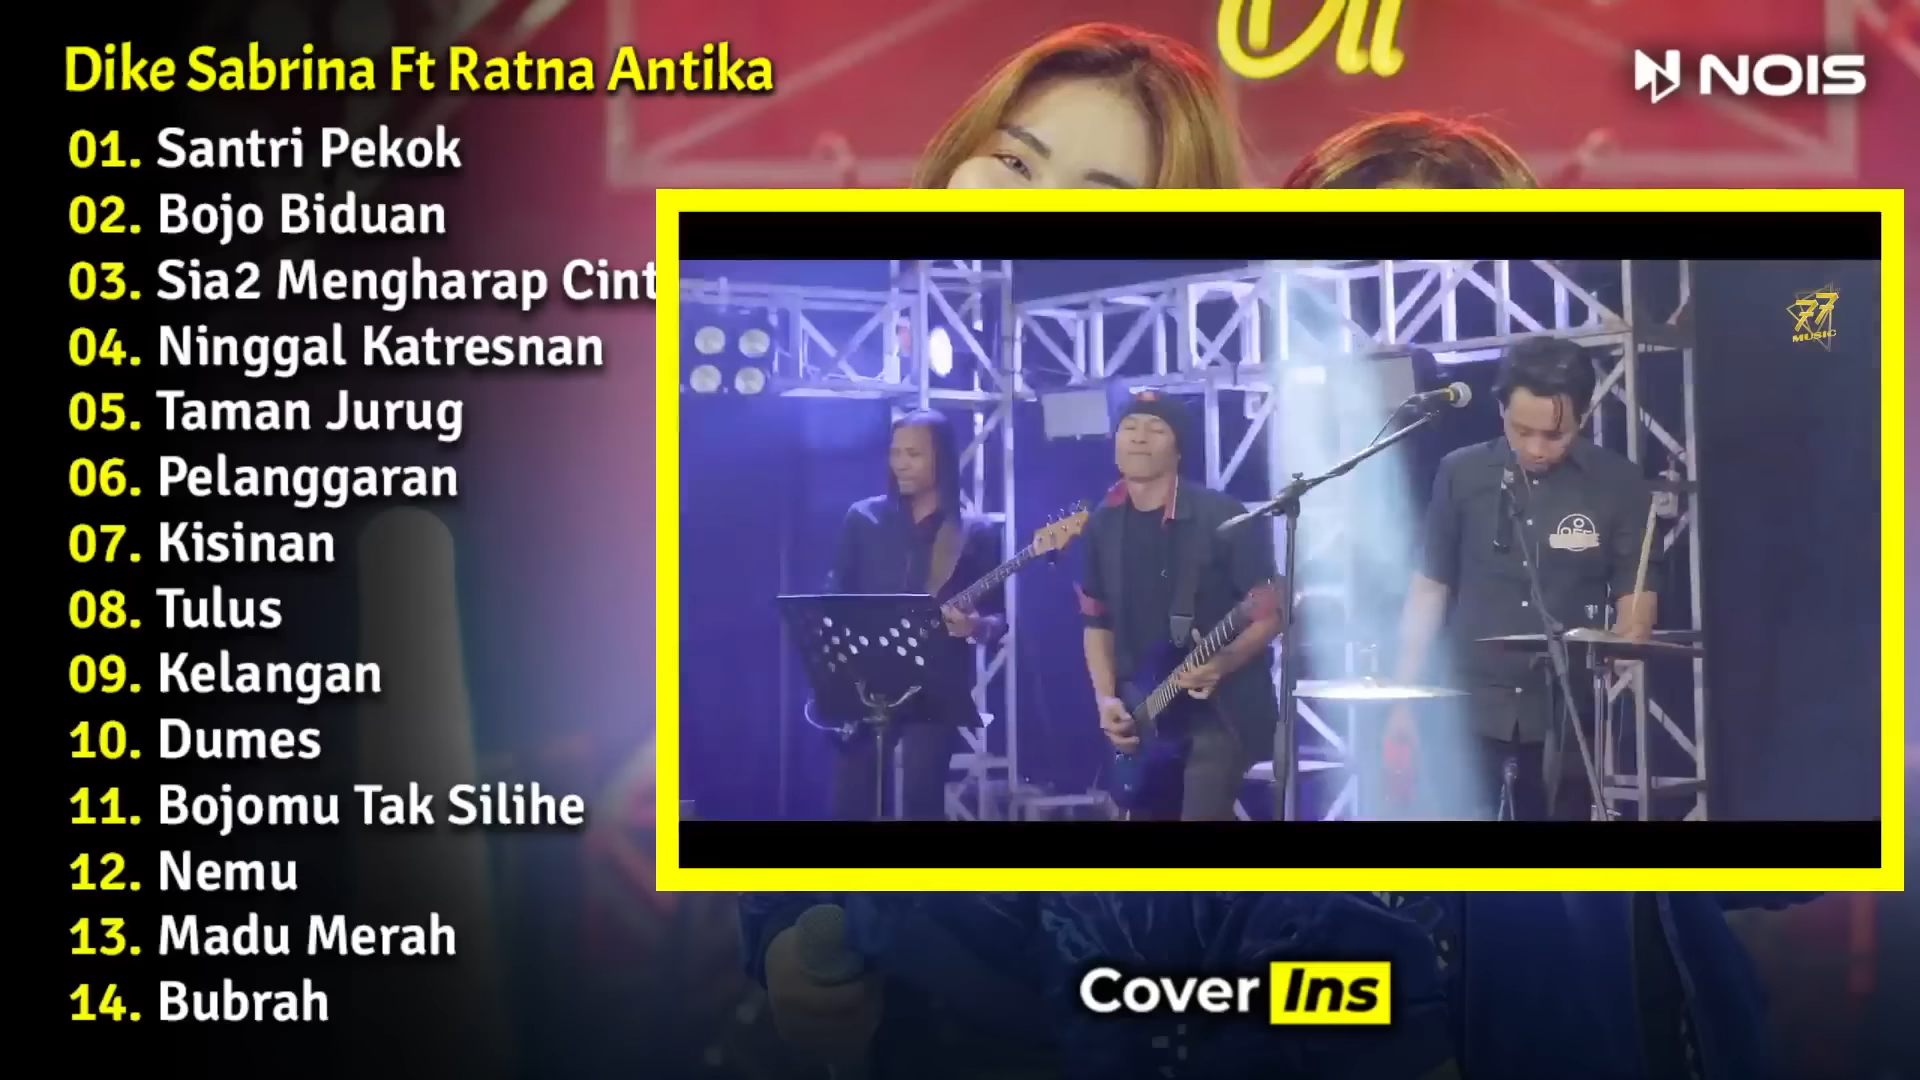 Dike Sabrina Ft Ratna Antika
NOIS
01. Santri Pekok
02. Bojo Biduan
03. Sia2 Mengharap Cint
04. Ninggal Katresnan
05. Taman Jurug
06. Pelanggaran
07. Kisinan
08. Tulus
09. Kelangan
10. Dumes
11. Bojomu Tak Silihe
12. Nemu
13. Madu Merah
14. Bubrah
77
MUSIC
Cover Ins